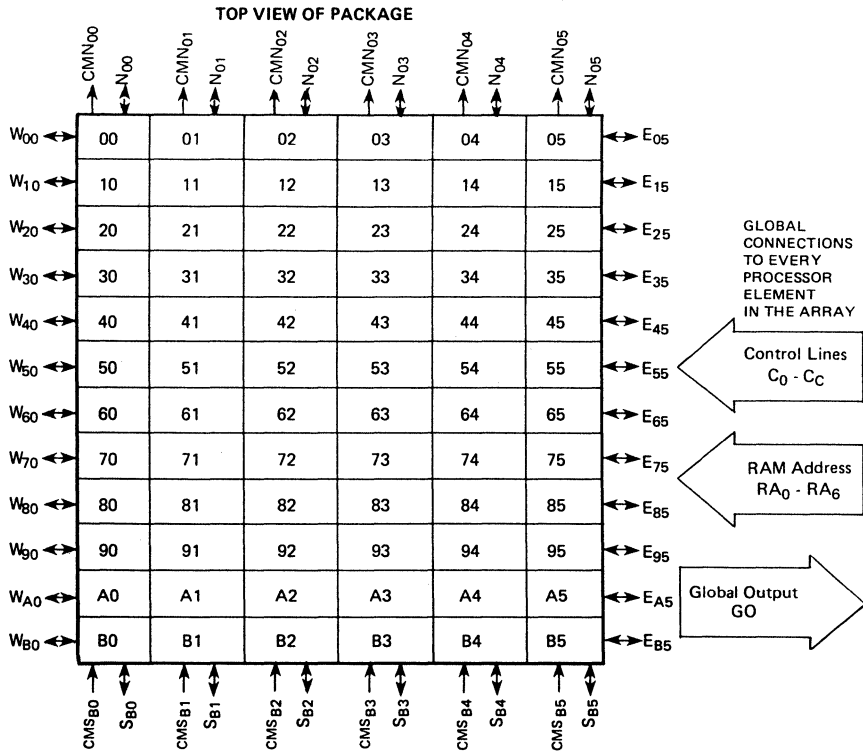 TOP VIEW OF PACKAGE
CMN00 N00 CMN01 N01 CMN02 N02 CMN03 N03 CMN04 N04 CMN05 N05
W00 00 01 02 03 04 05 E05
W10 10 11 12 13 14 15 E15
W20 20 21 22 23 24 25 E25
W30 30 31 32 33 34 35 E35
W40 40 41 42 43 44 45 E45
W50 50 51 52 53 54 55 E55
W60 60 61 62 63 64 65 E65
W70 70 71 72 73 74 75 E75
W80 80 81 82 83 84 85 E85
W90 90 91 92 93 94 95 E95
WA0 A0 A1 A2 A3 A4 A5 EA5
WB0 B0 B1 B2 B3 B4 B5 EB5
CMSB0 SB0 CMSB1 SB1 CMSB2 SB2 CMSB3 SB3 CMSB4 SB4 CMSB5 SB5
GLOBAL
CONNECTIONS
TO EVERY
PROCESSOR
ELEMENT
IN THE ARRAY
Control Lines
C0 - CC
RAM Address
RA0 - RA6
Global Output
GO